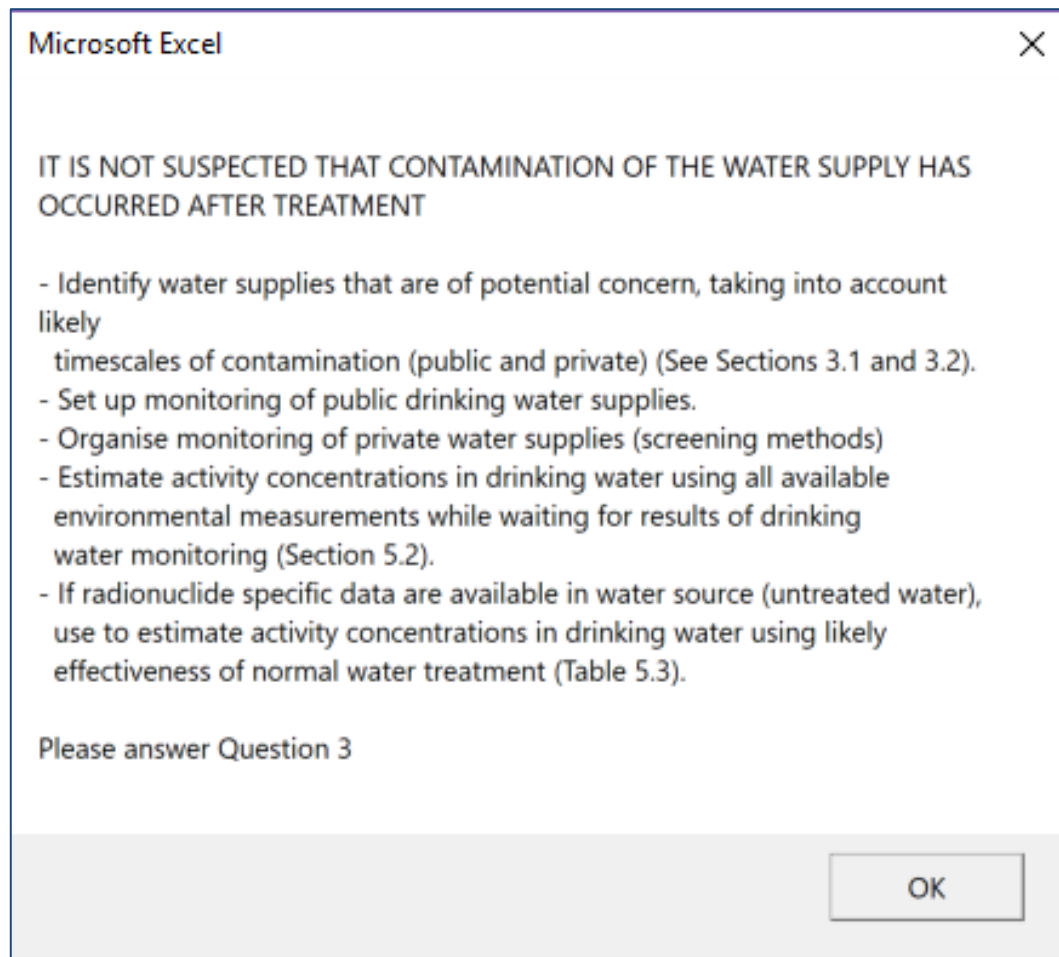 Microsoft Excel
IT IS NOT SUSPECTED THAT CONTAMINATION OF THE WATER SUPPLY HAS
OCCURRED AFTER TREATMENT
- Identify water supplies that are of potential concern, taking into account
likely
timescales of contamination (public and private) (See Sections 3.1 and 3.2).
- Set up monitoring of public drinking water supplies.
- Organise monitoring of private water supplies (screening methods)
- Estimate activity concentrations in drinking water using all available
environmental measurements while waiting for results of drinking
water monitoring (Section 5.2).
- If radionuclide specific data are available in water source (untreated water),
use to estimate activity concentrations in drinking water using likely
effectiveness of normal water treatment (Table 5.3).
Please answer Question 3
OK